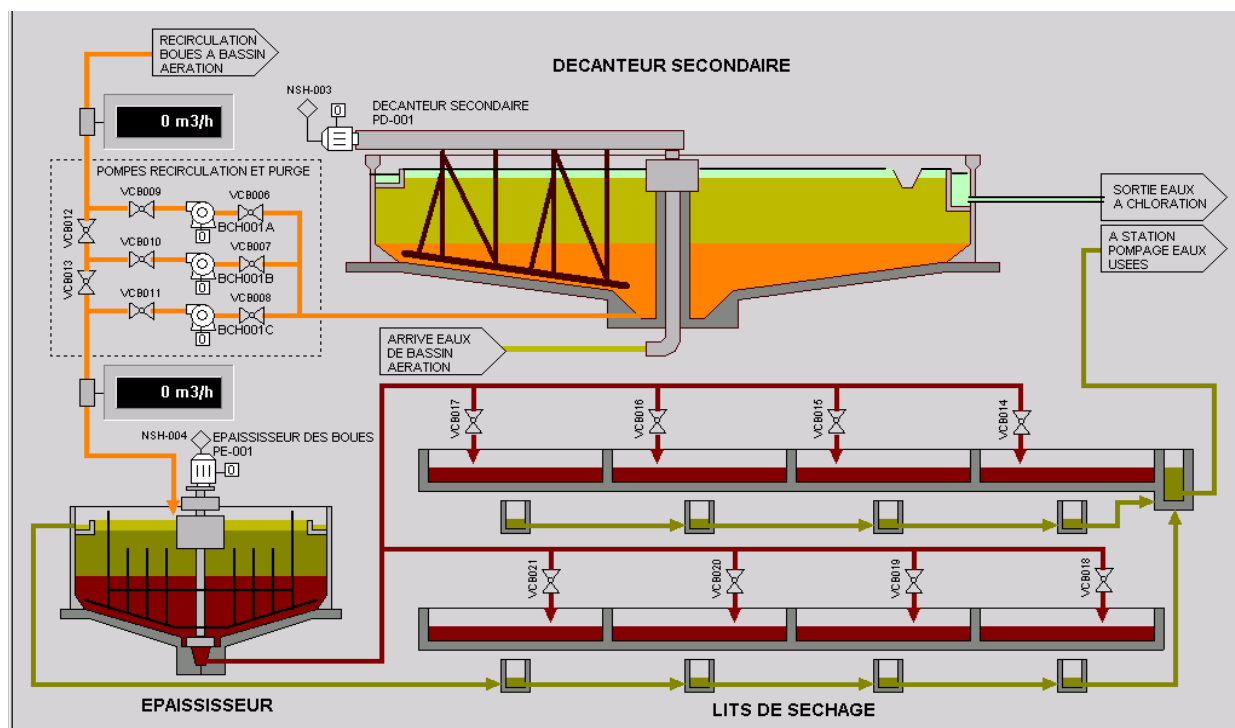 RECIRCULATION
BOUES A BASSIN
AERATION
DECANTEUR SECONDAIRE
NSH-003
0
DECANTEUR SECONDAIRE
PD-001
0 m3/h
POMPES RECIRCULATION ET PURGE
VCB009
VCB006
BCH001A
0
VCB012
VCB010
VCB007
BCH001B
0
VCB013
VCB011
VCB008
BCH001C
0
SORTIE EAUX
A CHLORATION
A STATION
POMPAGE EAUX
USEES
ARRIVE EAUX
DE BASSIN
AERATION
0 m3/h
NSH-004
EPAISSISSEUR DES BOUES
PE-001
0
VCB017
VCB016
VCB015
VCB014
VCB021
VCB020
VCB019
VCB018
EPAISSISSEUR
LITS DE SECHAGE